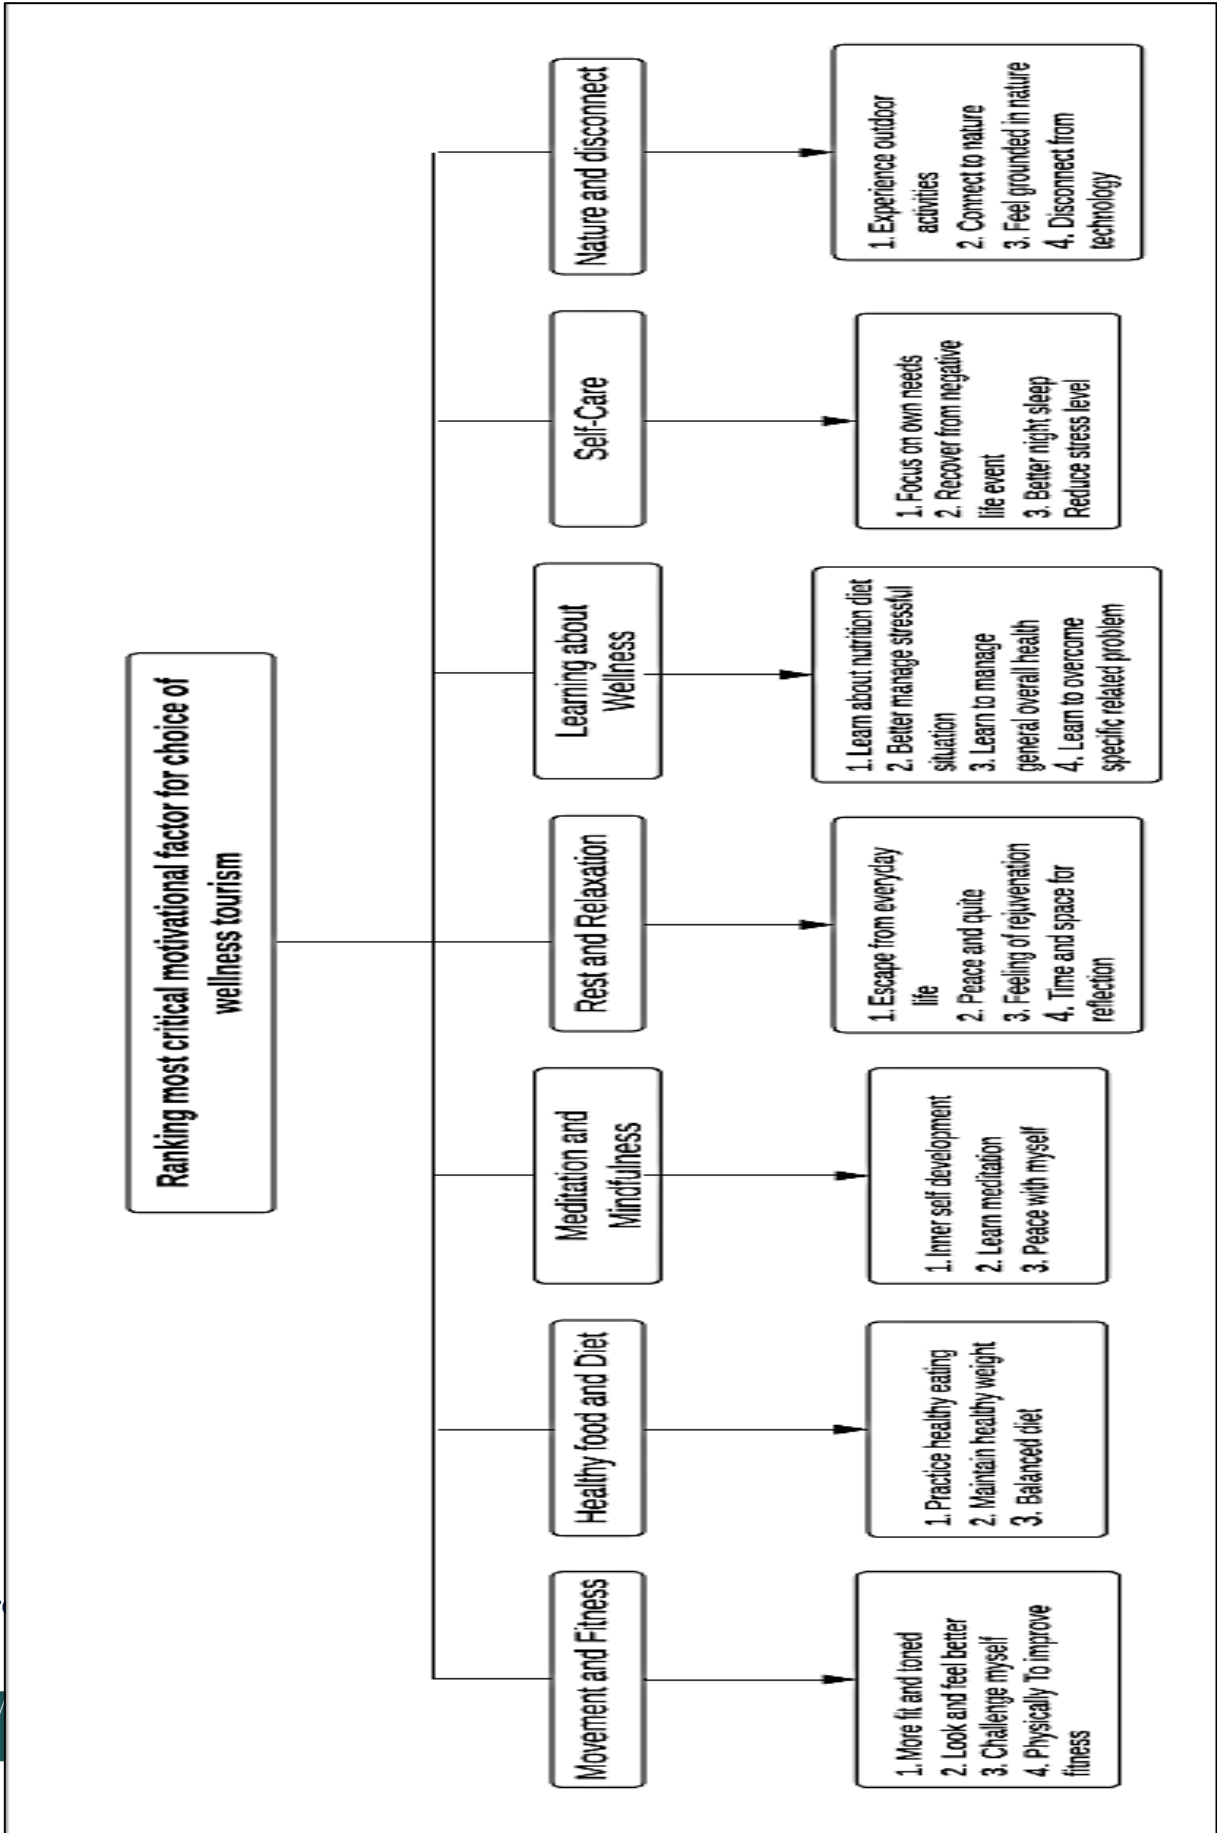 Ranking most critical motivational factor for choice of
wellness tourism
Movement and Fitness
Healthy food and Diet
Meditation and
Mindfulness
Rest and Relaxation
Learning about
Wellness
Self-Care
Nature and disconnect
1. More fit and toned
2. Look and feel better
3. Challenge myself
4. Physically To improve
fitness
1. Practice healthy eating
2. Maintain healthy weight
3. Balanced diet
1. Inner self development
2. Learn meditation
3. Peace with myself
1. Escape from everyday
life
2. Peace and quite
3. Feeling of rejuvenation
4. Time and space for
reflection
1. Learn about nutrition diet
2. Better manage stressful
situation
3. Learn to manage
general overall health
4. Learn to overcome
specific related problem
1. Focus on own needs
2. Recover from negative
life event
3. Better night sleep
Reduce stress level
1. Experience outdoor
activities
2. Connect to nature
3. Feel grounded in nature
4. Disconnect from
technology